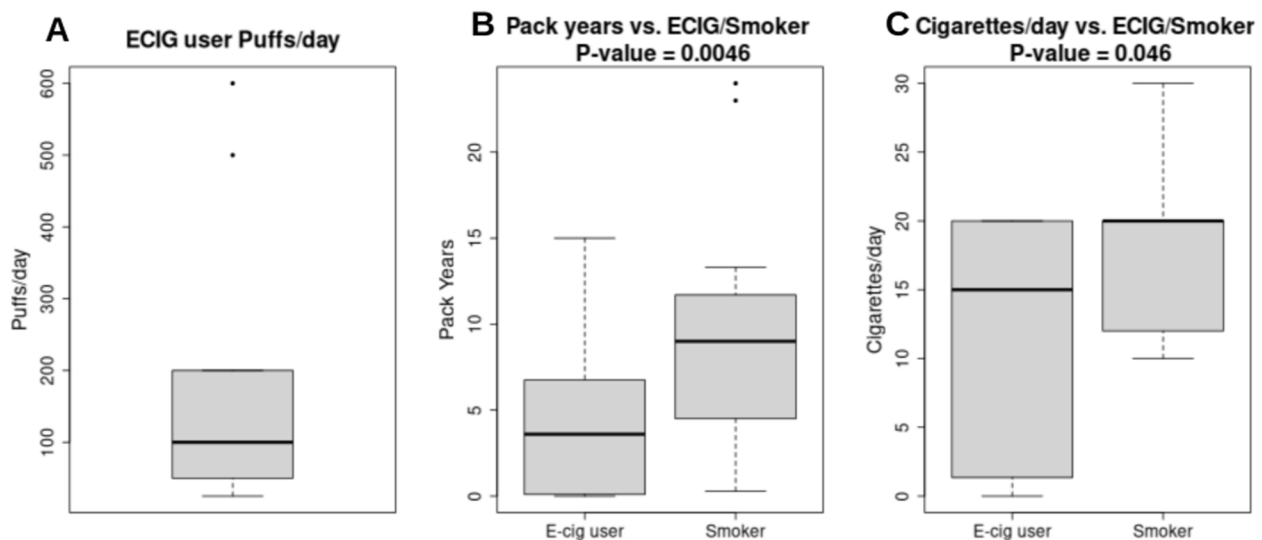 A
ECIG user Puffs/day
Puffs/day
600
500
400
300
200
100
B
Pack years vs. ECIG/Smoker
P-value = 0.0046
Pack Years
20
15
10
5
0
E-cig user
Smoker
C
Cigarettes/day vs. ECIG/Smoker
P-value = 0.046
Cigarettes/day
30
25
20
15
10
5
0
E-cig user
Smoker